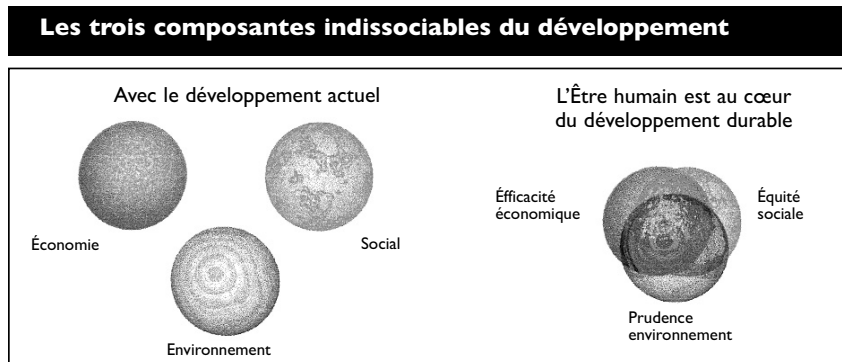 Les trois composantes indissociables du développement
Avec le développement actuel
Économie
Social
Environnement
L'Être humain est au cœur
du développement durable
Éfficacité
économique
Équité
sociale
Prudence
environnement